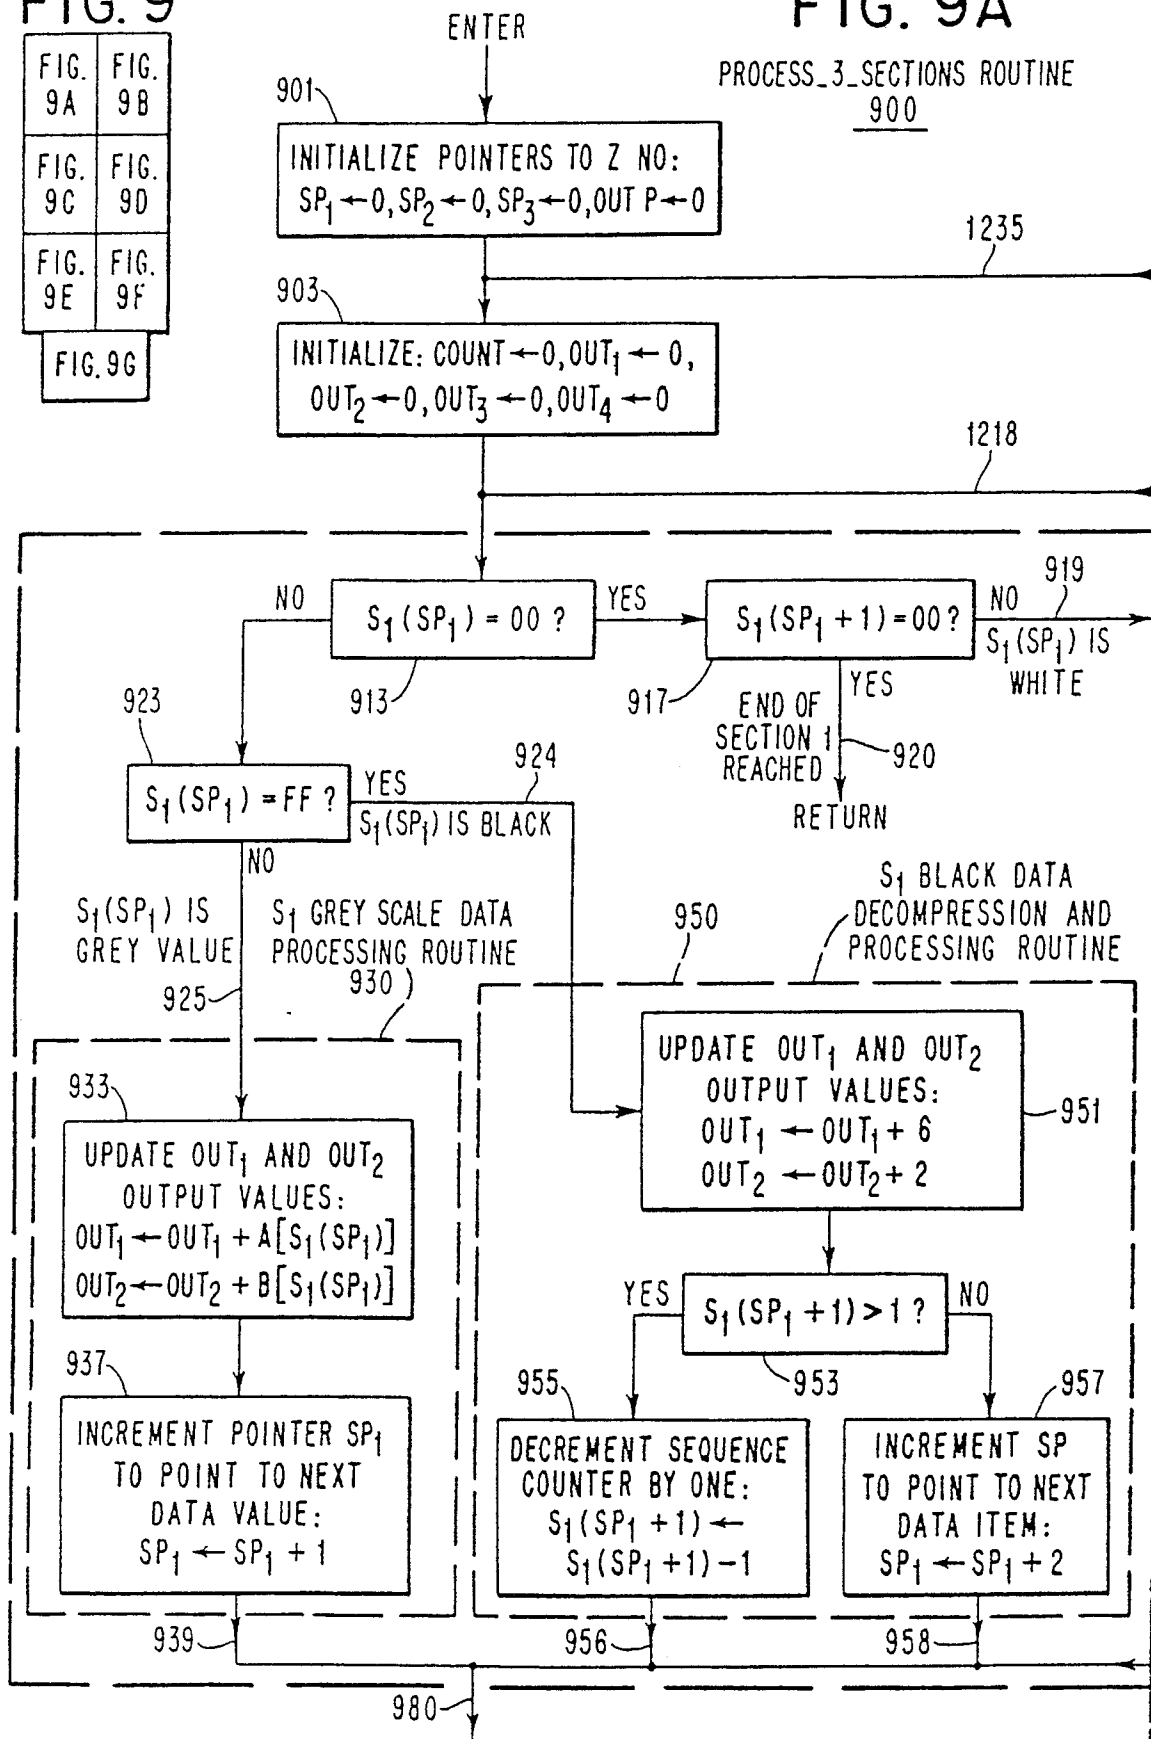 FIG. 9
FIG. 9A
FIG. 9A
FIG. 9B
FIG. 9C
FIG. 9D
FIG. 9E
FIG. 9F
FIG. 9G
ENTER
PROCESS_3_SECTIONS ROUTINE
900
901
INITIALIZE POINTERS TO Z NO:
SP₁ ←0, SP₂ ←0, SP₃ ←0, OUT P←0
1235
903
INITIALIZE: COUNT ←0, OUT₁ ← 0,
OUT₂ ←0, OUT₃ ←0, OUT₄ ←0
1218
NO
S₁(SP₁) = 00 ?
YES
913
S₁(SP₁ + 1) = 00 ?
NO
919
S₁(SP₁) IS
WHITE
917
YES
END OF
SECTION 1
REACHED
920
RETURN
923
S₁(SP₁) = FF ?
YES
924
S₁(SP₁) IS BLACK
NO
S₁(SP₁) IS
GREY VALUE
925
S₁ GREY SCALE DATA
PROCESSING ROUTINE
930
950
S₁ BLACK DATA
DECOMPRESSION AND
PROCESSING ROUTINE
933
UPDATE OUT₁ AND OUT₂
OUTPUT VALUES:
OUT₁ ← OUT₁ + A[S₁(SP₁)]
OUT₂ ← OUT₂ + B[S₁(SP₁)]
937
INCREMENT POINTER SP₁
TO POINT TO NEXT
DATA VALUE:
SP₁ ← SP₁ + 1
939
UPDATE OUT₁ AND OUT₂
OUTPUT VALUES:
OUT₁ ← OUT₁ + 6
OUT₂ ← OUT₂ + 2
951
YES
S₁(SP₁ + 1) > 1 ?
NO
953
955
DECREMENT SEQUENCE
COUNTER BY ONE:
S₁(SP₁ + 1) ←
S₁(SP₁ + 1) − 1
956
957
INCREMENT SP
TO POINT TO NEXT
DATA ITEM:
SP₁ ← SP₁ + 2
958
980